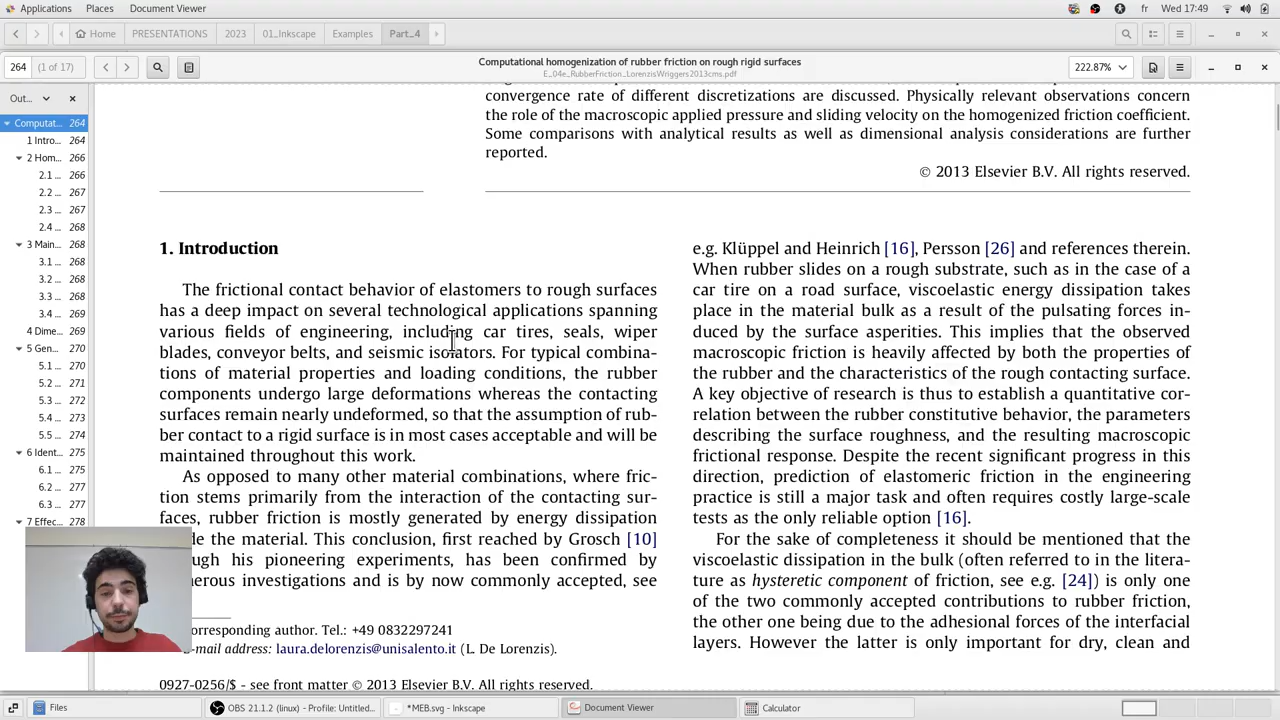 Applications Places Document Viewer fr Wed 17:49
Home PRESENTATIONS 2023 01_Inkscape Examples Part_4
264 (1 of 17) Computational homogenization of rubber friction on rough rigid surfaces 222.87%
E_04e_RubberFriction_LorenzisWriggers2013cms.pdf
Out...
Computat... 264
1 Intro... 264
2 Hom... 266
2.1 ... 266
2.2 ... 267
2.3 ... 267
2.4 ... 268
3 Main... 268
3.1 ... 268
3.2 ... 268
3.3 ... 268
3.4 ... 269
4 Dime... 269
5 Gen... 270
5.1 ... 270
5.2 ... 271
5.3 ... 272
5.4 ... 273
5.5 ... 274
6 Ident... 275
6.1 ... 275
6.2 ... 277
6.3 ... 277
7 Effec... 278
convergence rate of different discretizations are discussed. Physically relevant observations concern
the role of the macroscopic applied pressure and sliding velocity on the homogenized friction coefficient.
Some comparisons with analytical results as well as dimensional analysis considerations are further
reported.
© 2013 Elsevier B.V. All rights reserved.
1. Introduction
The frictional contact behavior of elastomers to rough surfaces
has a deep impact on several technological applications spanning
various fields of engineering, including car tires, seals, wiper
blades, conveyor belts, and seismic isolators. For typical combina-
tions of material properties and loading conditions, the rubber
components undergo large deformations whereas the contacting
surfaces remain nearly undeformed, so that the assumption of rub-
ber contact to a rigid surface is in most cases acceptable and will be
maintained throughout this work.
As opposed to many other material combinations, where fric-
tion stems primarily from the interaction of the contacting sur-
faces, rubber friction is mostly generated by energy dissipation
the material. This conclusion, first reached by Grosch [10]
his pioneering experiments, has been confirmed by
investigations and is by now commonly accepted, see
orresponding author. Tel.: +49 0832297241
-mail address: laura.delorenzis@unisalento.it (L. De Lorenzis).
0927-0256/$ - see front matter © 2013 Elsevier B.V. All rights reserved.
e.g. Klüppel and Heinrich [16], Persson [26] and references therein.
When rubber slides on a rough substrate, such as in the case of a
car tire on a road surface, viscoelastic energy dissipation takes
place in the material bulk as a result of the pulsating forces in-
duced by the surface asperities. This implies that the observed
macroscopic friction is heavily affected by both the properties of
the rubber and the characteristics of the rough contacting surface.
A key objective of research is thus to establish a quantitative cor-
relation between the rubber constitutive behavior, the parameters
describing the surface roughness, and the resulting macroscopic
frictional response. Despite the recent significant progress in this
direction, prediction of elastomeric friction in the engineering
practice is still a major task and often requires costly large-scale
tests as the only reliable option [16].
For the sake of completeness it should be mentioned that the
viscoelastic dissipation in the bulk (often referred to in the litera-
ture as hysteretic component of friction, see e.g. [24]) is only one
of the two commonly accepted contributions to rubber friction,
the other one being due to the adhesional forces of the interfacial
layers. However the latter is only important for dry, clean and
Files OBS 21.1.2 (linux) - Profile: Untitled... *MEB.svg - Inkscape Document Viewer Calculator